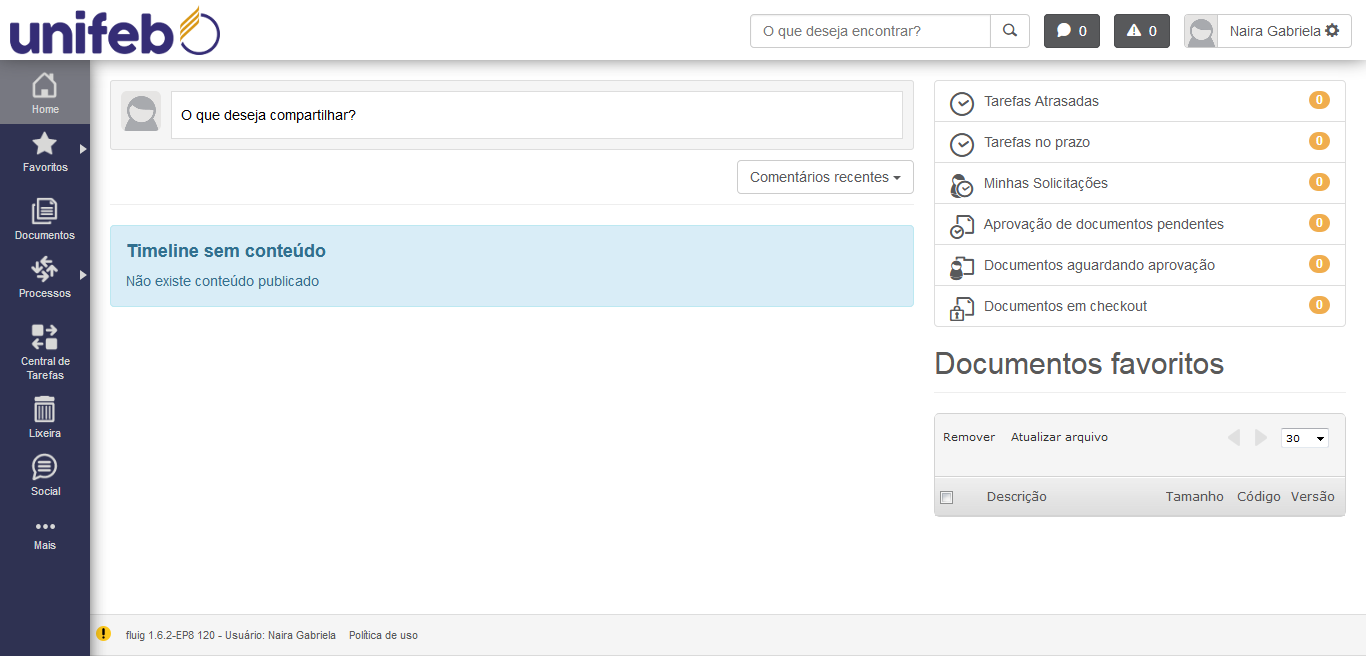 unifeb
O que deseja encontrar?
0
0
Naira Gabriela
Home
Favoritos
Documentos
Processos
Central de
Tarefas
Lixeira
Social
Mais
O que deseja compartilhar?
Comentários recentes
Timeline sem conteúdo
Não existe conteúdo publicado
Tarefas Atrasadas 0
Tarefas no prazo 0
Minhas Solicitações 0
Aprovação de documentos pendentes 0
Documentos aguardando aprovação 0
Documentos em checkout 0
Documentos favoritos
Remover Atualizar arquivo 30
Descrição Tamanho Código Versão
fluig 1.6.2-EP8 120 - Usuário: Naira Gabriela Política de uso